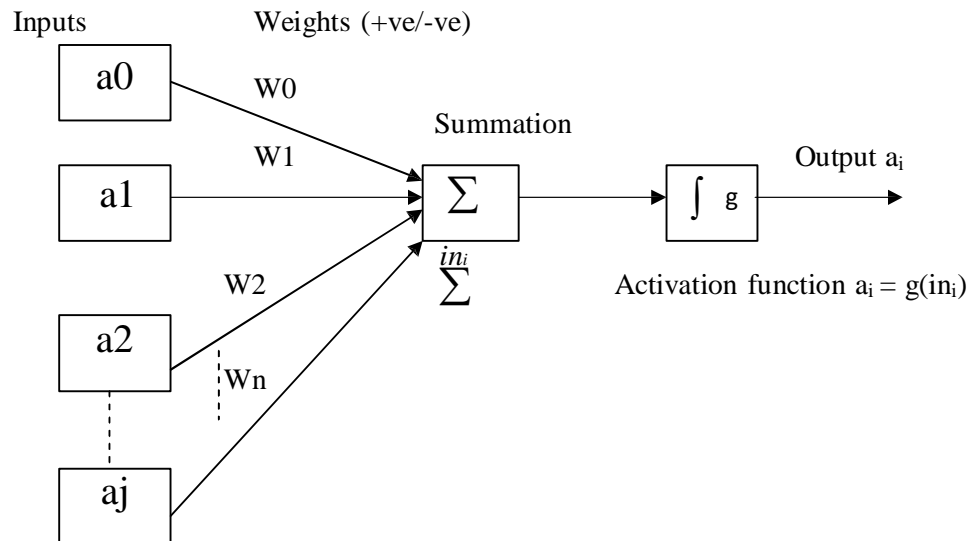 Inputs
Weights (+ve/-ve)
a0
W0
Summation
W1
a1
Σ
∫ g
Output aᵢ
inᵢ
Σ
W2
Activation function aᵢ = g(inᵢ)
a2
Wn
aj